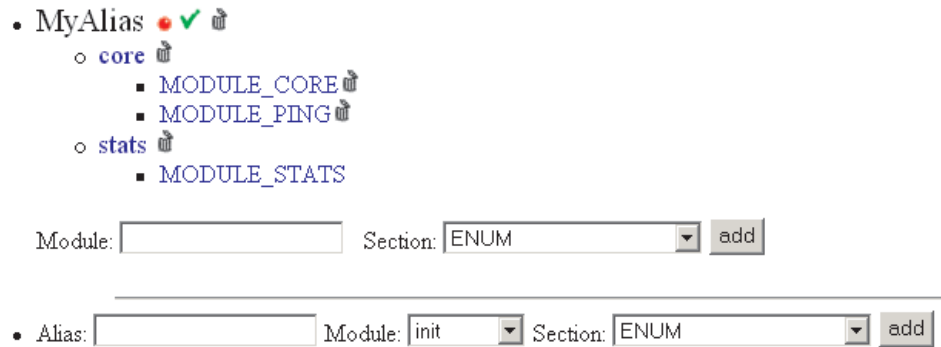 MyAlias
core
MODULE_CORE
MODULE_PING
stats
MODULE_STATS
Module: Section: ENUM add
Alias: Module: init Section: ENUM add